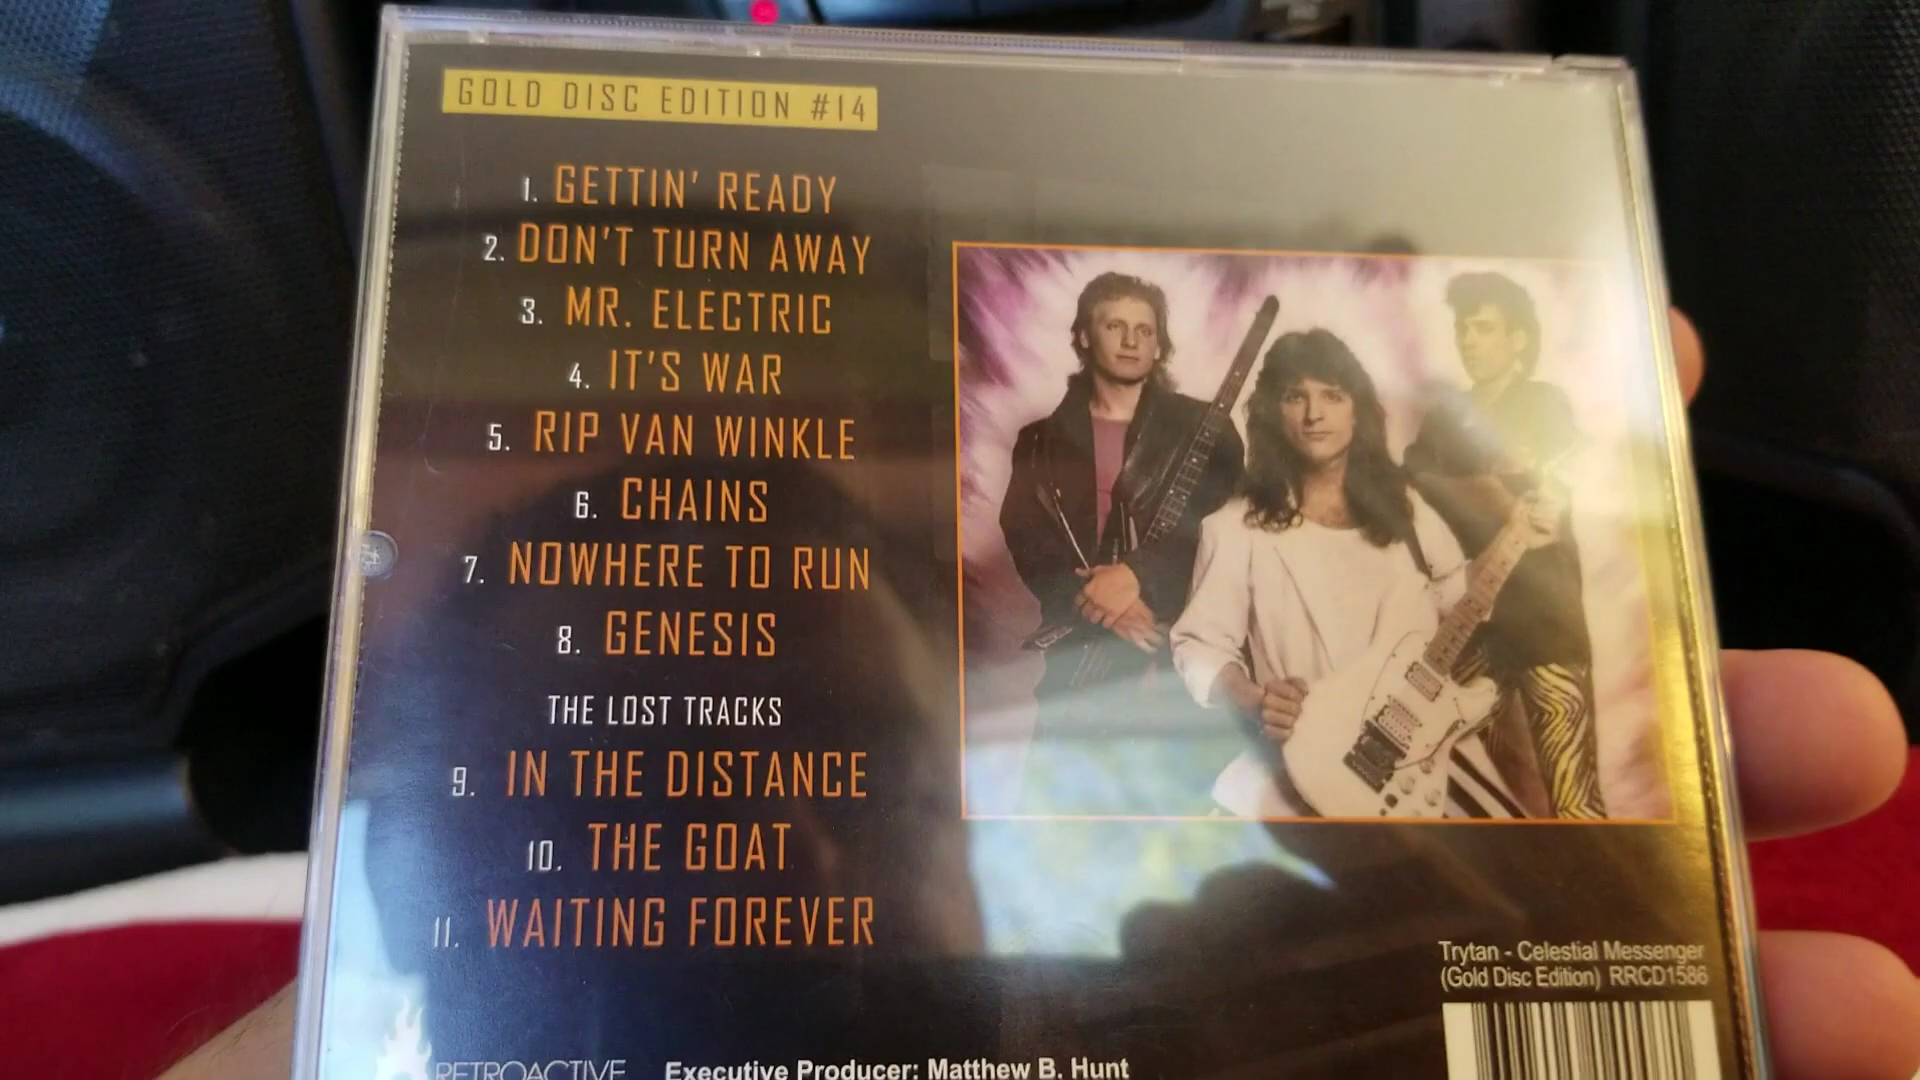 GOLD DISC EDITION #14
1. GETTIN' READY
2. DON'T TURN AWAY
3. MR. ELECTRIC
4. IT'S WAR
5. RIP VAN WINKLE
6. CHAINS
7. NOWHERE TO RUN
8. GENESIS
THE LOST TRACKS
9. IN THE DISTANCE
10. THE GOAT
11. WAITING FOREVER
Trytan - Celestial Messenger
(Gold Disc Edition) RRCD1586
RETROACTIVE
Executive Producer: Matthew B. Hunt